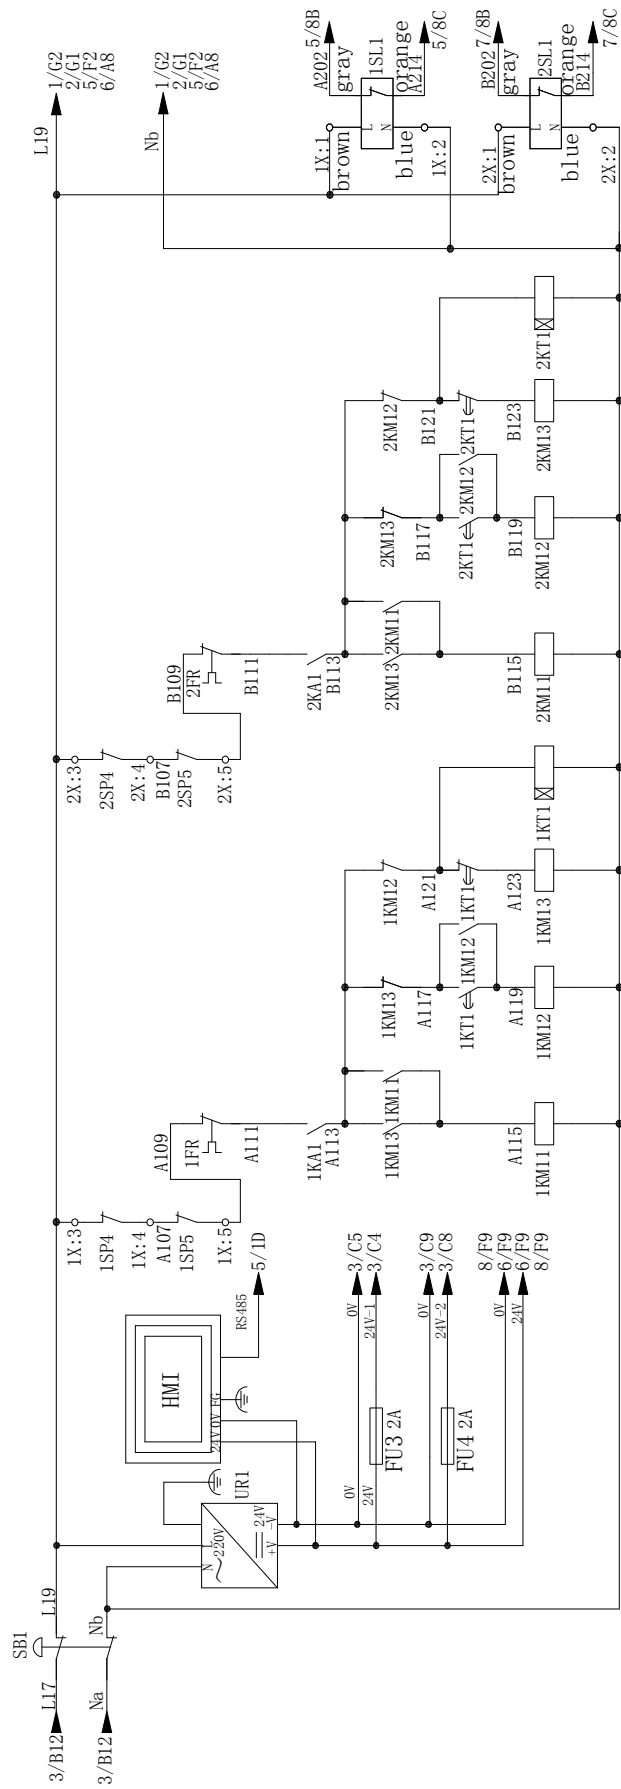 3/B12
L17
SB1
L19
3/B12
Na
Nb
N
L
220V
24V
+V
-V
UR1
HMI
24V
0V
FG
RS485
5/1D
0V
24V
FU3 2A
0V
24V-1
3/C5
3/C4
FU4 2A
0V
24V-2
3/C9
3/C8
0V
24V
8/F9
6/F9
6/F9
8/F9
1X:3
1SP4
1X:4
A107
1SP5
1X:5
A109
1FR
A111
1KA1
A113
1KM13
1KM11
A115
1KM11
1KM13
A117
1KT1
1KM12
A119
1KM12
1KM12
A121
1KT1
A123
1KM13
1KT1
2X:3
2SP4
2X:4
B107
2SP5
2X:5
B109
2FR
B111
2KA1
B113
2KM13
2KM11
B115
2KM11
2KM13
B117
2KT1
2KM12
B119
2KM12
2KM12
B121
2KT1
B123
2KM13
2KT1
L19
1/G2
2/G1
5/F2
6/A8
Nb
1/G2
2/G1
5/F2
6/A8
A202
5/8B
gray
1SL1
orange
A214
5/8C
1X:1
brown
L
N
blue
1X:2
B202
7/8B
gray
2SL1
orange
B214
7/8C
2X:1
brown
L
N
blue
2X:2